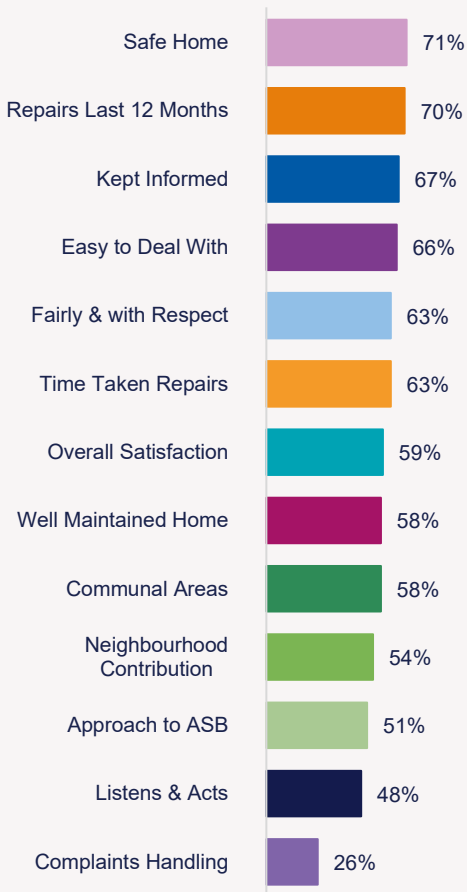 Safe Home 71%
Repairs Last 12 Months 70%
Kept Informed 67%
Easy to Deal With 66%
Fairly & with Respect 63%
Time Taken Repairs 63%
Overall Satisfaction 59%
Well Maintained Home 58%
Communal Areas 58%
Neighbourhood
Contribution 54%
Approach to ASB 51%
Listens & Acts 48%
Complaints Handling 26%